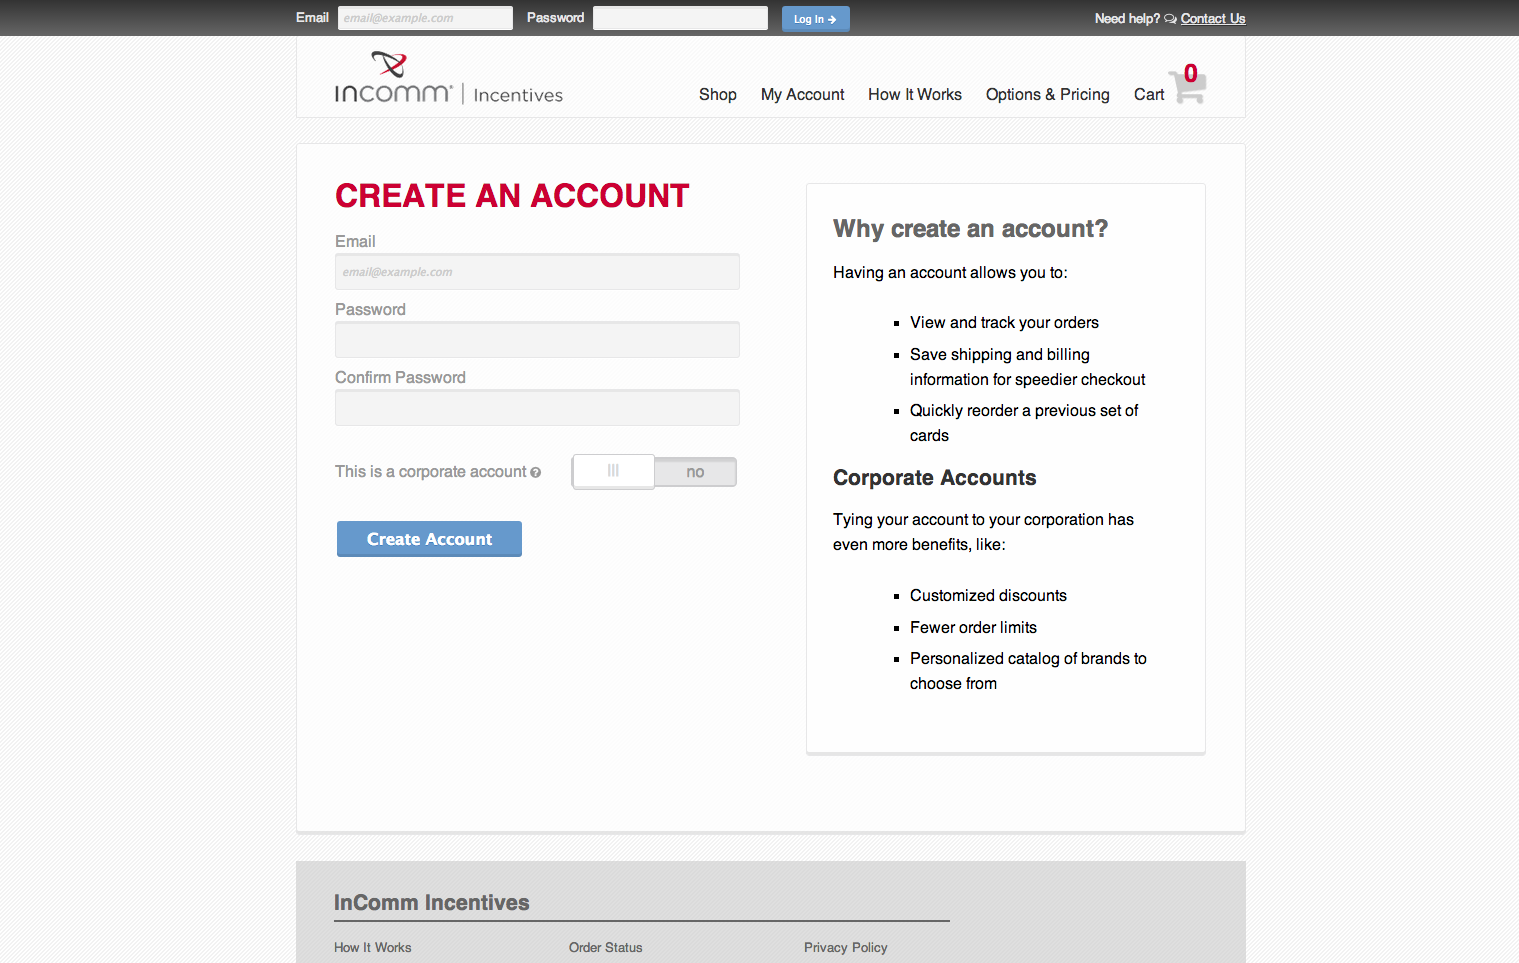 Email email@example.com Password Log In Need help? Contact Us
InComm® | Incentives
Shop My Account How It Works Options & Pricing Cart 0
CREATE AN ACCOUNT
Email
email@example.com
Password
Confirm Password
This is a corporate account ? no
Create Account
Why create an account?
Having an account allows you to:
View and track your orders
Save shipping and billing
information for speedier checkout
Quickly reorder a previous set of
cards
Corporate Accounts
Tying your account to your corporation has
even more benefits, like:
Customized discounts
Fewer order limits
Personalized catalog of brands to
choose from
InComm Incentives
How It Works Order Status Privacy Policy